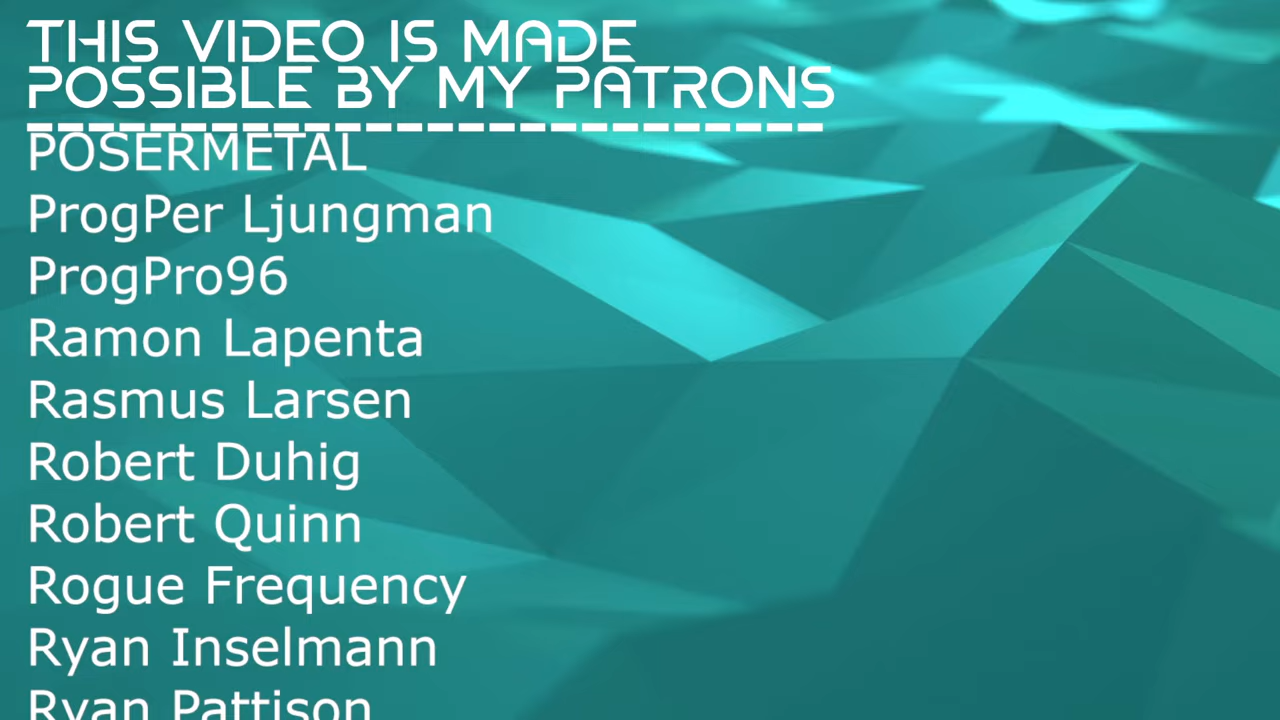 THIS VIDEO IS MADE
POSSIBLE BY MY PATRONS
--------------------------
POSERMETAL
ProgPer Ljungman
ProgPro96
Ramon Lapenta
Rasmus Larsen
Robert Duhig
Robert Quinn
Rogue Frequency
Ryan Inselmann
Ryan Pattison